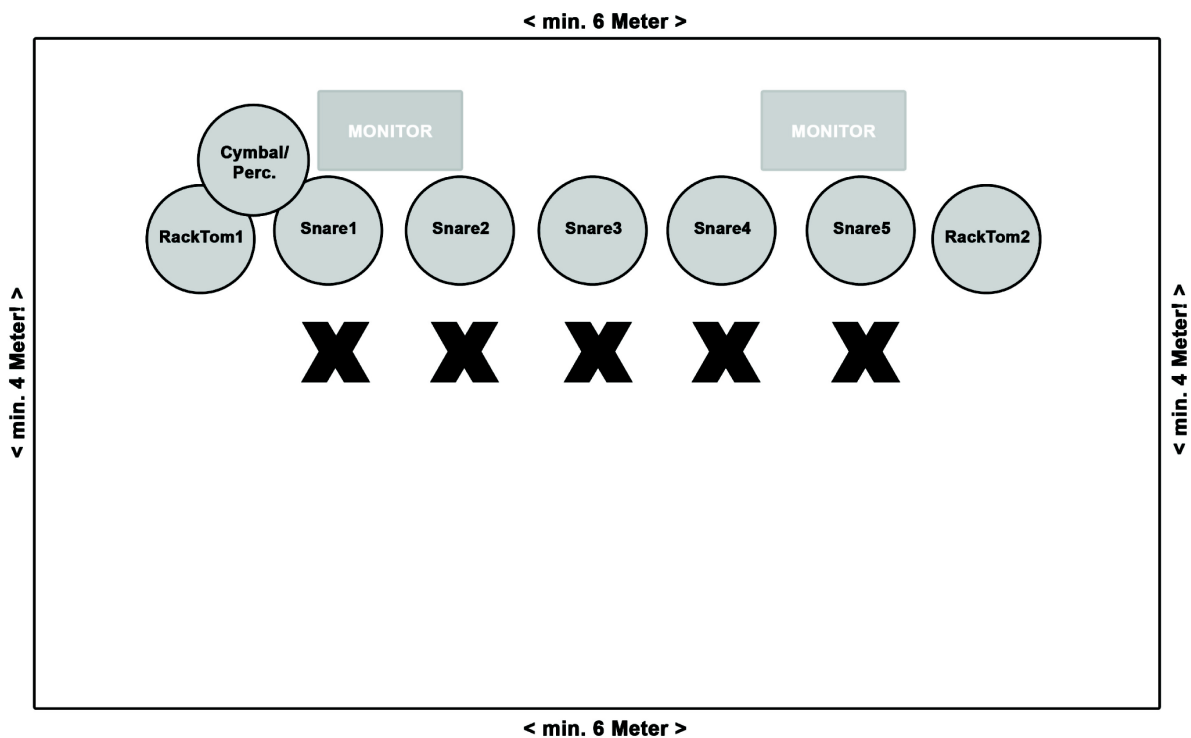 < min. 6 Meter >
MONITOR
MONITOR
Cymbal/
Perc.
RackTom1
Snare1
Snare2
Snare3
Snare4
Snare5
RackTom2
< min. 4 Meter! >
< min. 4 Meter! >
X X X X X
< min. 6 Meter >